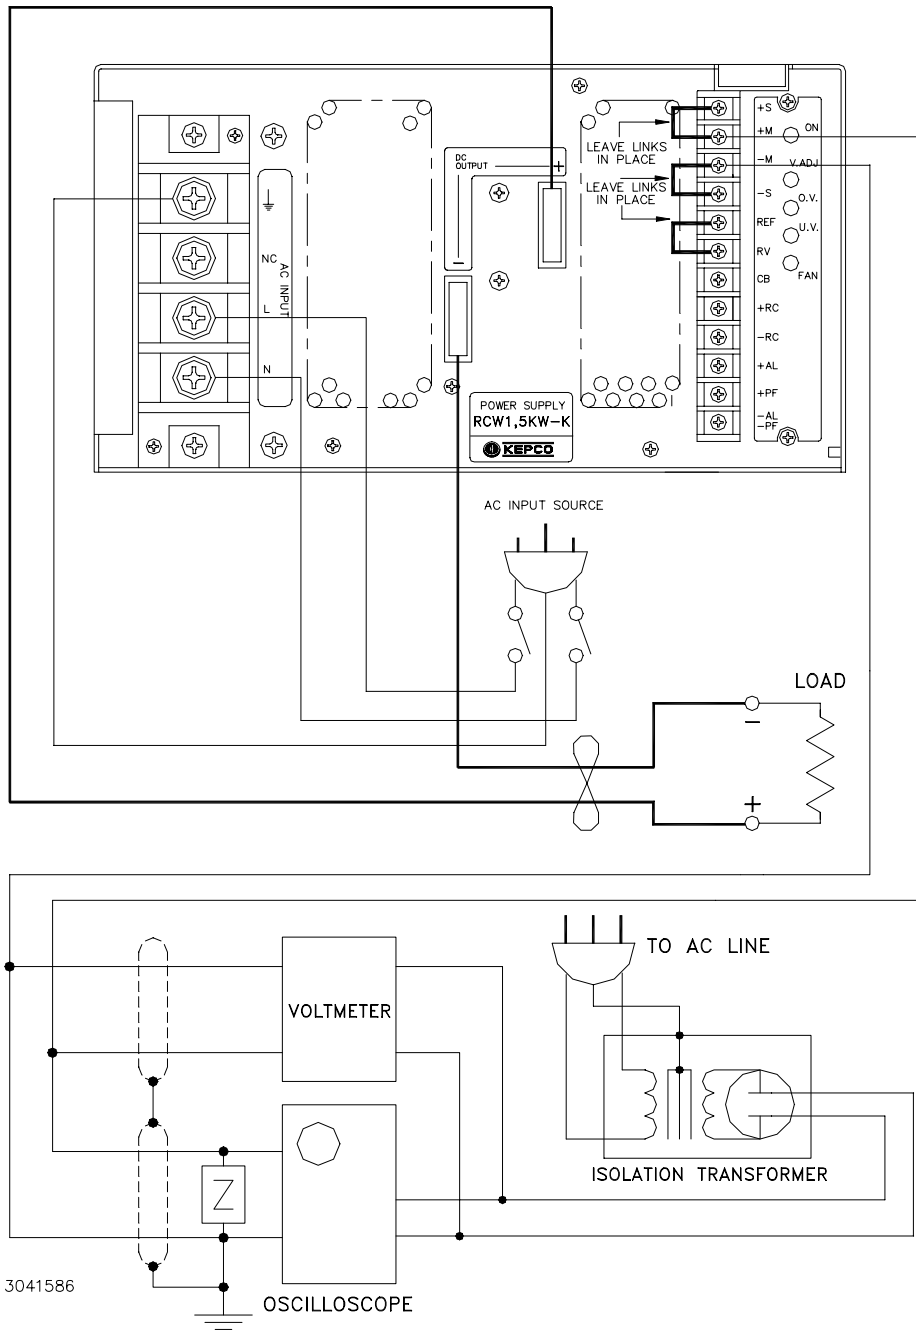 +S
+M
ON
LEAVE LINKS
IN PLACE
DC
OUTPUT
+
-M
V.ADJ
LEAVE LINKS
IN PLACE
-S
O.V.
REF
U.V.
NC
AC INPUT
-
RV
FAN
CB
L
+RC
-RC
N
+AL
+PF
POWER SUPPLY
RCW1,5KW-K
KEPCO
-AL
-PF
AC INPUT SOURCE
LOAD
-
+
TO AC LINE
VOLTMETER
ISOLATION TRANSFORMER
Z
3041586
OSCILLOSCOPE